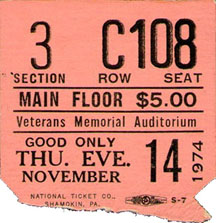 3 C108
SECTION ROW SEAT
MAIN FLOOR $5.00
Veterans Memorial Auditorium
GOOD ONLY
THU. EVE. 14 1974
NOVEMBER
NATIONAL TICKET CO. S-7
SHAMOKIN, PA.